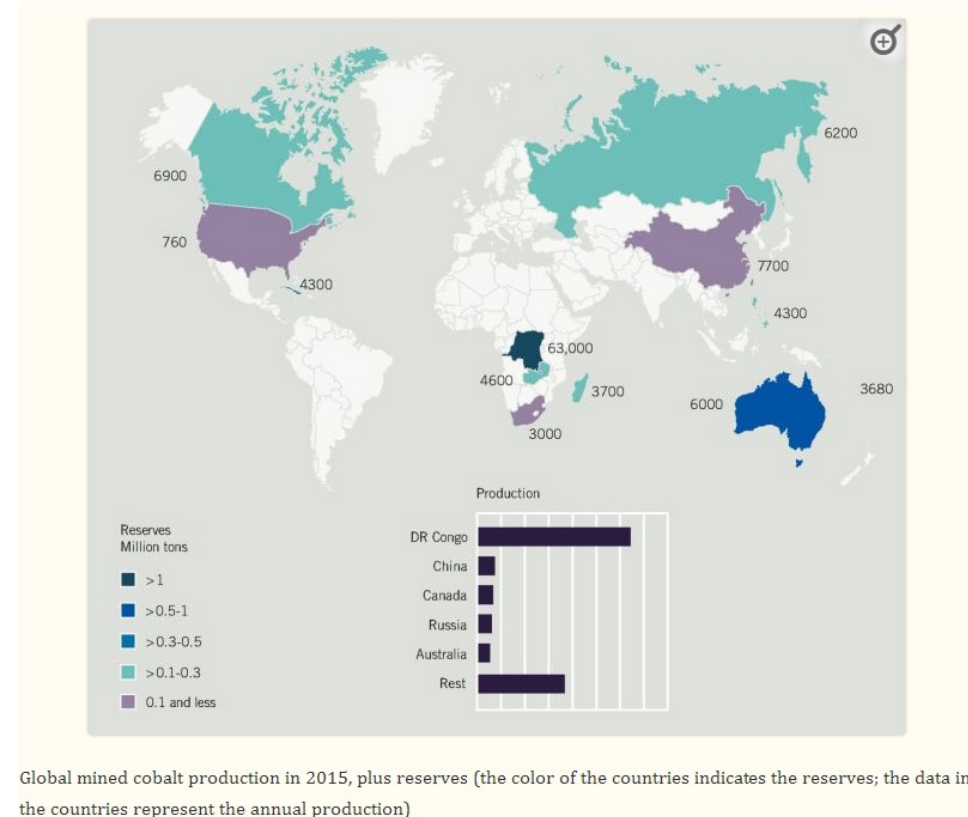 6200
6900
760
7700
4300
4300
63,000
4600
3700
3680
6000
3000
Production
Reserves
Million tons
>1
>0.5-1
>0.3-0.5
>0.1-0.3
0.1 and less
DR Congo
China
Canada
Russia
Australia
Rest
Global mined cobalt production in 2015, plus reserves (the color of the countries indicates the reserves; the data in
the countries represent the annual production)